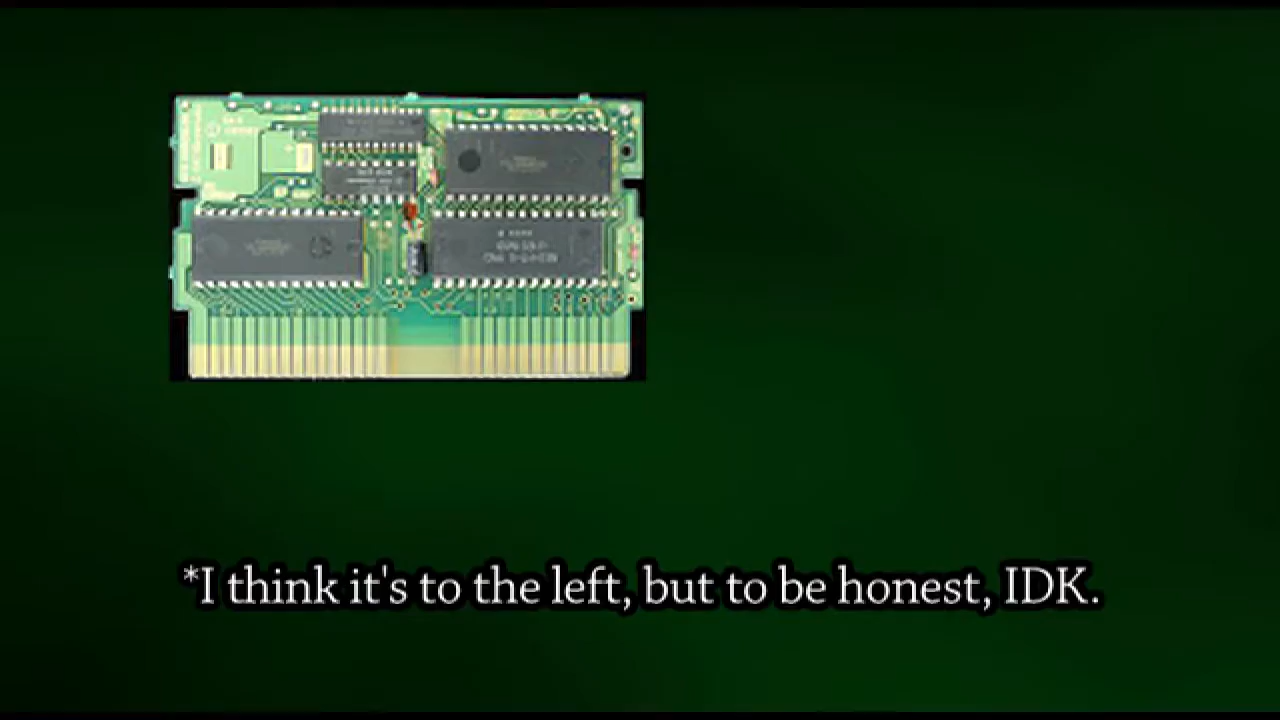 *I think it's to the left, but to be honest, IDK.